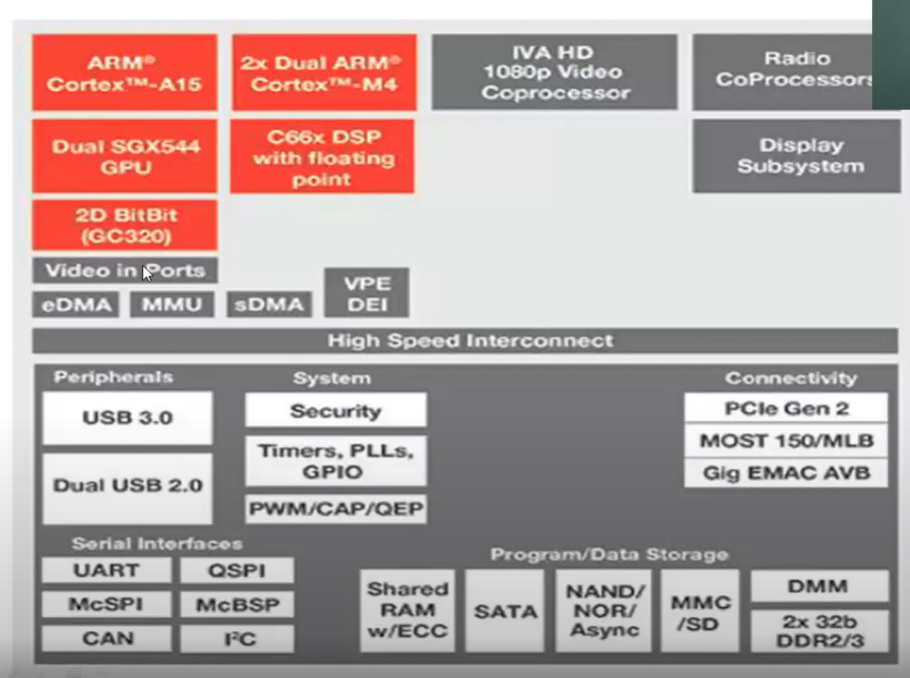 ARM®
Cortex™-A15
2x Dual ARM®
Cortex™-M4
IVA HD
1080p Video
Coprocessor
Radio
CoProcessors
Dual SGX544
GPU
C66x DSP
with floating
point
Display
Subsystem
2D BitBit
(GC320)
Video in Ports
eDMA
MMU
sDMA
VPE
DEI
High Speed Interconnect
Peripherals
USB 3.0
Dual USB 2.0
System
Security
Timers, PLLs,
GPIO
PWM/CAP/QEP
Connectivity
PCIe Gen 2
MOST 150/MLB
Gig EMAC AVB
Serial Interfaces
UART
QSPI
McSPI
McBSP
CAN
I²C
Program/Data Storage
Shared
RAM
w/ECC
SATA
NAND/
NOR/
Async
MMC
/SD
DMM
2x 32b
DDR2/3